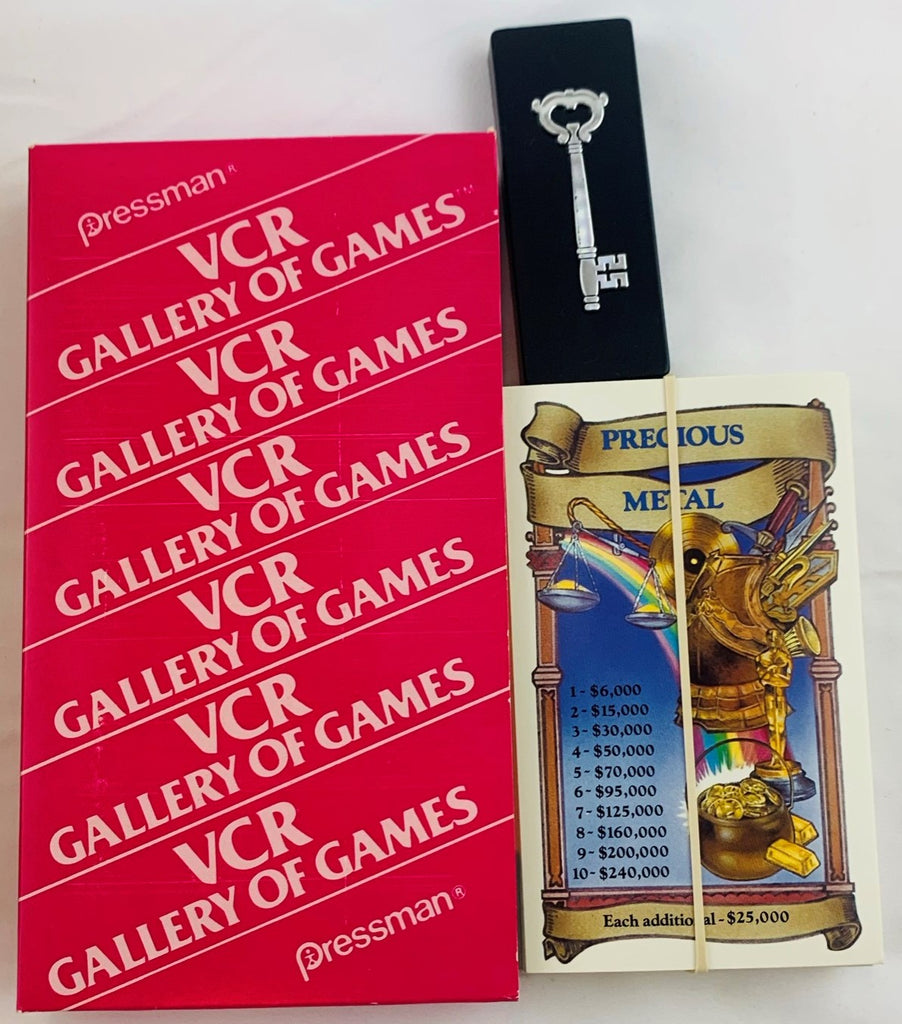 Pressman®
VCR
GALLERY OF GAMES™
VCR
GALLERY OF GAMES
VCR
GALLERY OF GAMES
VCR
GALLERY OF GAMES
VCR
GALLERY OF GAMES
VCR
GALLERY OF GAMES
Pressman®
PRECIOUS
METAL
1 - $6,000
2 - $15,000
3 - $30,000
4 - $50,000
5 - $70,000
6 - $95,000
7 - $125,000
8 - $160,000
9 - $200,000
10 - $240,000
Each additional - $25,000